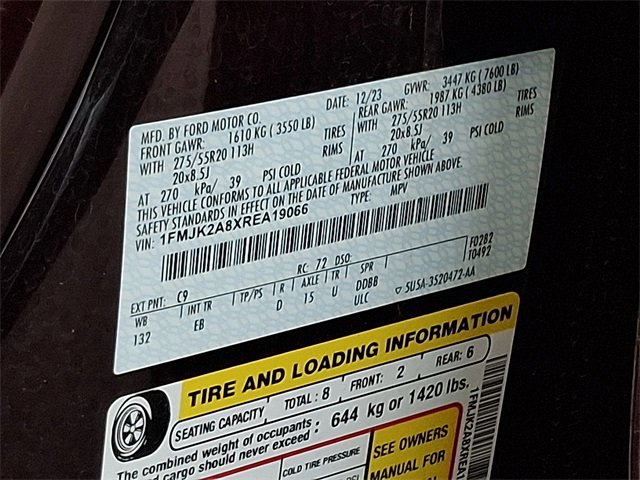 MFD. BY FORD MOTOR CO.
DATE: 12/23 GVWR: 3447 KG ( 7600 LB)
FRONT GAWR: 1610 KG ( 3550 LB) REAR GAWR: 1987 KG ( 4380 LB)
WITH 275/55R20 113H TIRES WITH 275/55R20 113H TIRES
20x8.5J RIMS 20x8.5J RIMS
AT 270 kPa/ 39 PSI COLD AT 270 kPa/ 39 PSI COLD
THIS VEHICLE CONFORMS TO ALL APPLICABLE FEDERAL MOTOR VEHICLE
SAFETY STANDARDS IN EFFECT ON THE DATE OF MANUFACTURE SHOWN ABOVE.
VIN: 1FMJK2A8XREA19066 TYPE: MPV
F0282
T0492
EXT PNT: C9 RC: 72 DSO:
WB INT TR TP/PS R AXLE TR SPR
132 EB D 15 U DDBB
ULC
5U5A-3520472-AA
TIRE AND LOADING INFORMATION
SEATING CAPACITY TOTAL: 8 FRONT: 2 REAR: 6
The combined weight of occupants
and cargo should never exceed: 644 kg or 1420 lbs.
COLD TIRE PRESSURE
SEE OWNERS
MANUAL FOR
1FMJK2A8XREA1